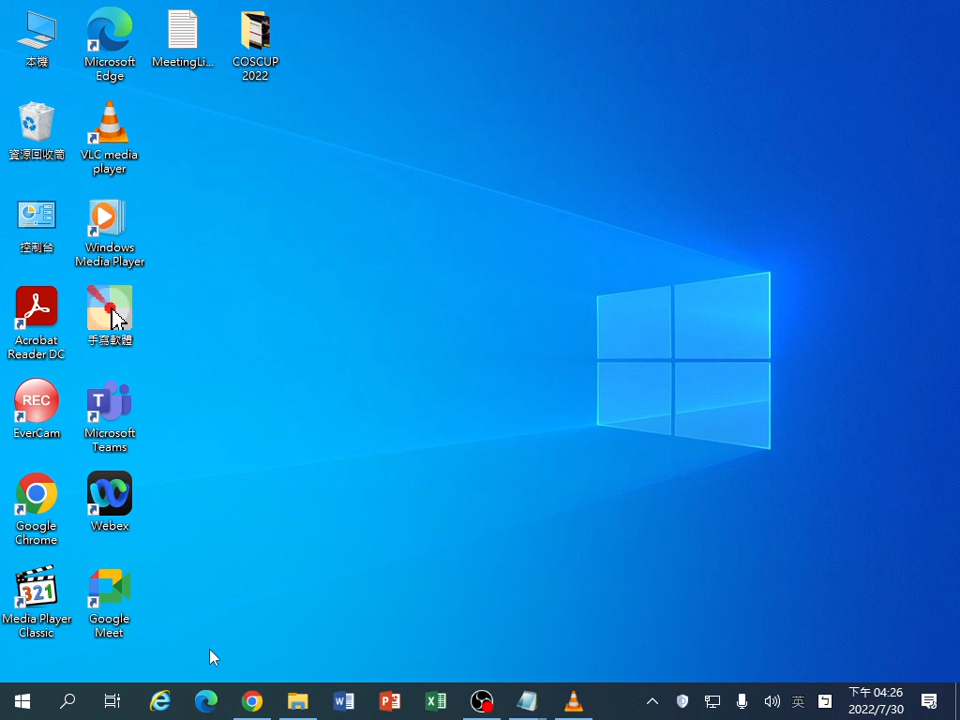 本機
Microsoft
Edge
MeetingLi...
COSCUP
2022
資源回收筒
VLC media
player
控制台
Windows
Media Player
Acrobat
Reader DC
手寫軟體
REC
EverCam
T
Microsoft
Teams
Google
Chrome
Webex
321
Media Player
Classic
Google
Meet
英
下午 04:26
2022/7/30